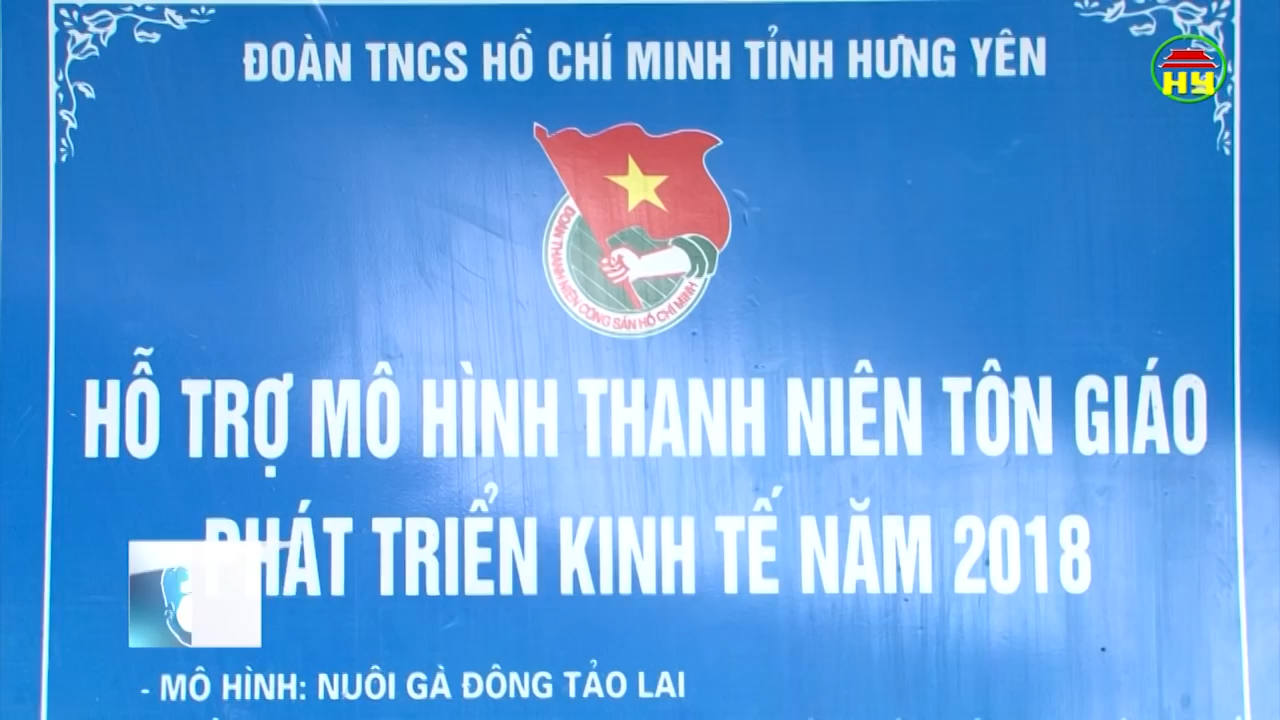 ĐOÀN TNCS HỒ CHÍ MINH TỈNH HƯNG YÊN
HY
ĐOÀN THANH NIÊN CỘNG SẢN HỒ CHÍ MINH
HỖ TRỢ MÔ HÌNH THANH NIÊN TÔN GIÁO
PHÁT TRIỂN KINH TẾ NĂM 2018
- MÔ HÌNH: NUÔI GÀ ĐÔNG TẢO LAI